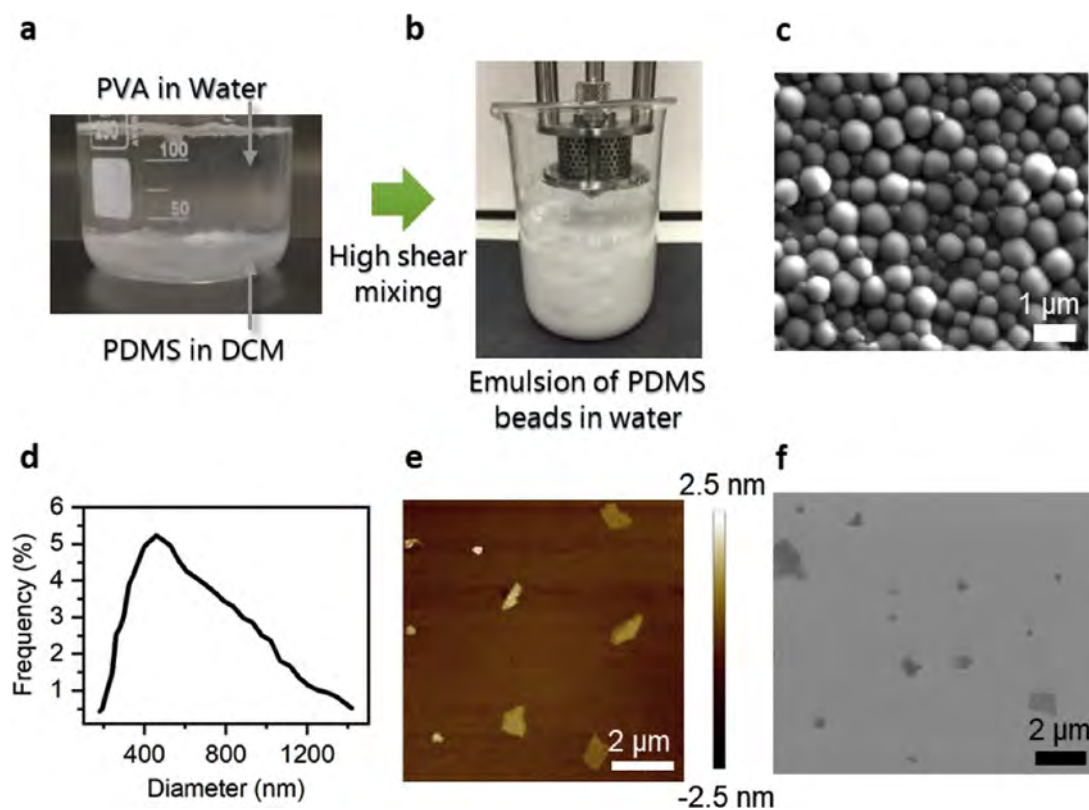 a
PVA in Water
100
50
PDMS in DCM
High shear
mixing
b
Emulsion of PDMS
beads in water
c
1 μm
d
Frequency (%)
6
5
4
3
2
1
400
800
1200
Diameter (nm)
e
2.5 nm
2 μm
-2.5 nm
f
2 μm